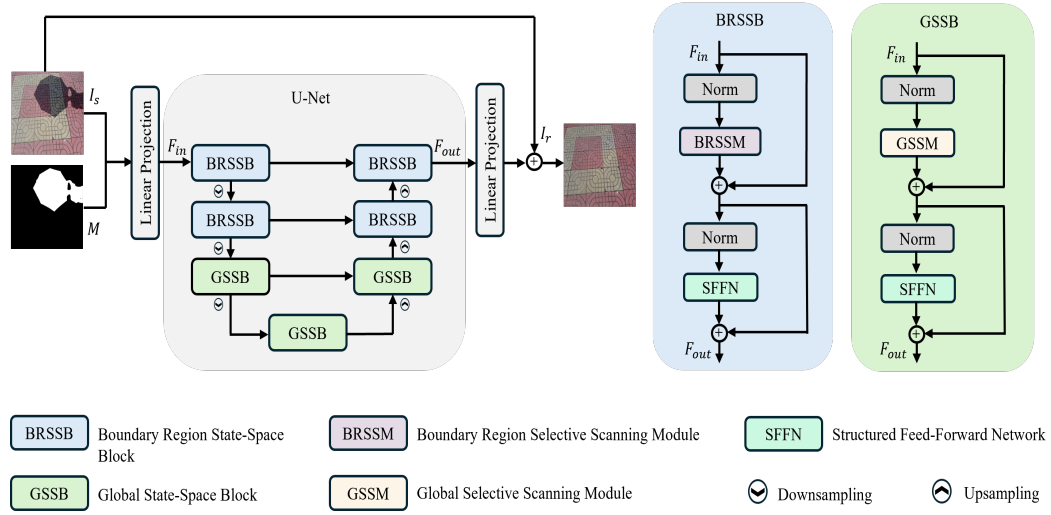 I_s
M
Linear Projection
F_in
U-Net
BRSSB
BRSSB
BRSSB
BRSSB
GSSB
GSSB
GSSB
F_out
Linear Projection
I_r
+
BRSSB
F_in
Norm
BRSSM
+
Norm
SFFN
+
F_out
GSSB
F_in
Norm
GSSM
+
Norm
SFFN
+
F_out
BRSSB
Boundary Region State-Space
Block
BRSSM
Boundary Region Selective Scanning Module
SFFN
Structured Feed-Forward Network
GSSB
Global State-Space Block
GSSM
Global Selective Scanning Module
Downsampling
Upsampling